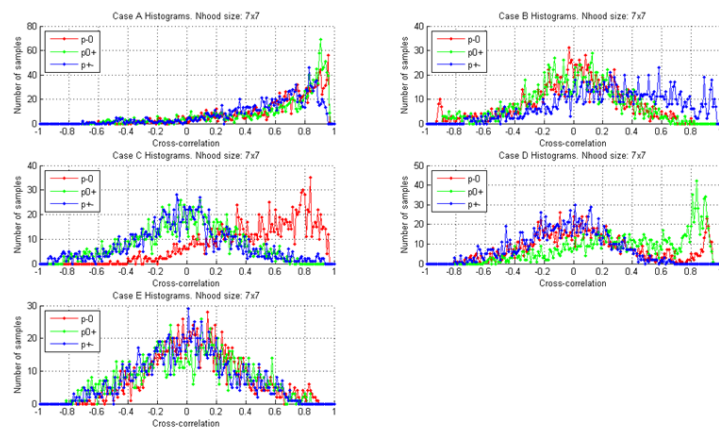 Case A Histograms. Nhood size: 7x7
Number of samples
80
60
40
20
0
p-0
p0+
p+-
-1 -0.8 -0.6 -0.4 -0.2 0 0.2 0.4 0.6 0.8 1
Cross-correlation
Case B Histograms. Nhood size: 7x7
Number of samples
40
30
20
10
0
p-0
p0+
p+-
-1 -0.8 -0.6 -0.4 -0.2 0 0.2 0.4 0.6 0.8
Cross-correlation
Case C Histograms. Nhood size: 7x7
Number of samples
40
30
20
10
0
p-0
p0+
p+-
-1 -0.8 -0.6 -0.4 -0.2 0 0.2 0.4 0.6 0.8 1
Cross-correlation
Case D Histograms. Nhood size: 7x7
Number of samples
50
40
30
20
10
0
p-0
p0+
p+-
-1 -0.8 -0.6 -0.4 -0.2 0 0.2 0.4 0.6 0.8
Cross-correlation
Case E Histograms. Nhood size: 7x7
Number of samples
30
20
10
0
p-0
p0+
p+-
-1 -0.8 -0.6 -0.4 -0.2 0 0.2 0.4 0.6 0.8 1
Cross-correlation